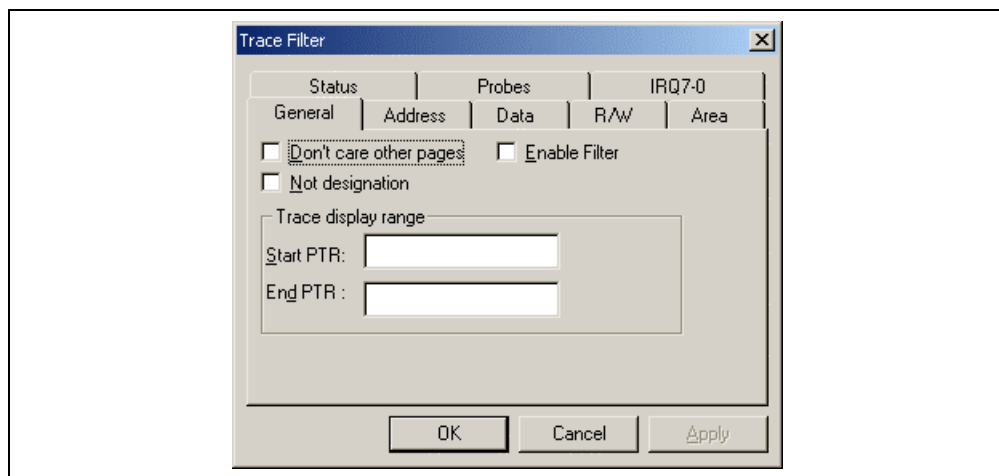 Trace Filter
Status Probes IRQ7-0
General Address Data R/W Area
Don't care other pages Enable Filter
Not designation
Trace display range
Start PTR:
End PTR :
OK Cancel Apply